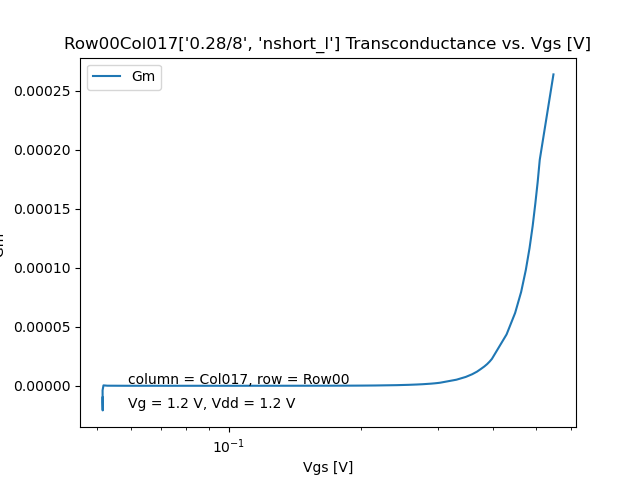 Row00Col017['0.28/8', 'nshort_l'] Transconductance vs. Vgs [V]
Gm
0.00025
0.00020
0.00015
0.00010
0.00005
0.00000
column = Col017, row = Row00
Vg = 1.2 V, Vdd = 1.2 V
10⁻¹
Vgs [V]